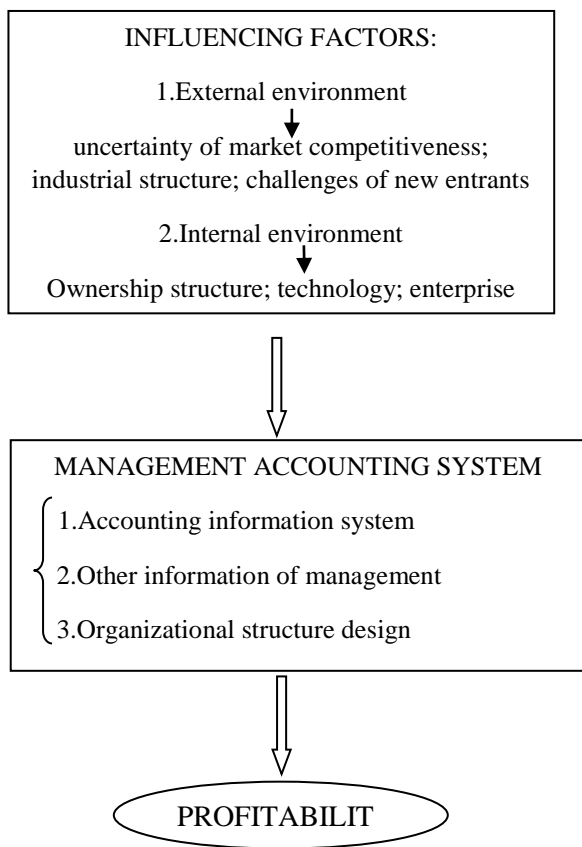 INFLUENCING FACTORS:
1.External environment
uncertainty of market competitiveness;
industrial structure; challenges of new entrants
2.Internal environment
Ownership structure; technology; enterprise
MANAGEMENT ACCOUNTING SYSTEM
1.Accounting information system
2.Other information of management
3.Organizational structure design
PROFITABILIT